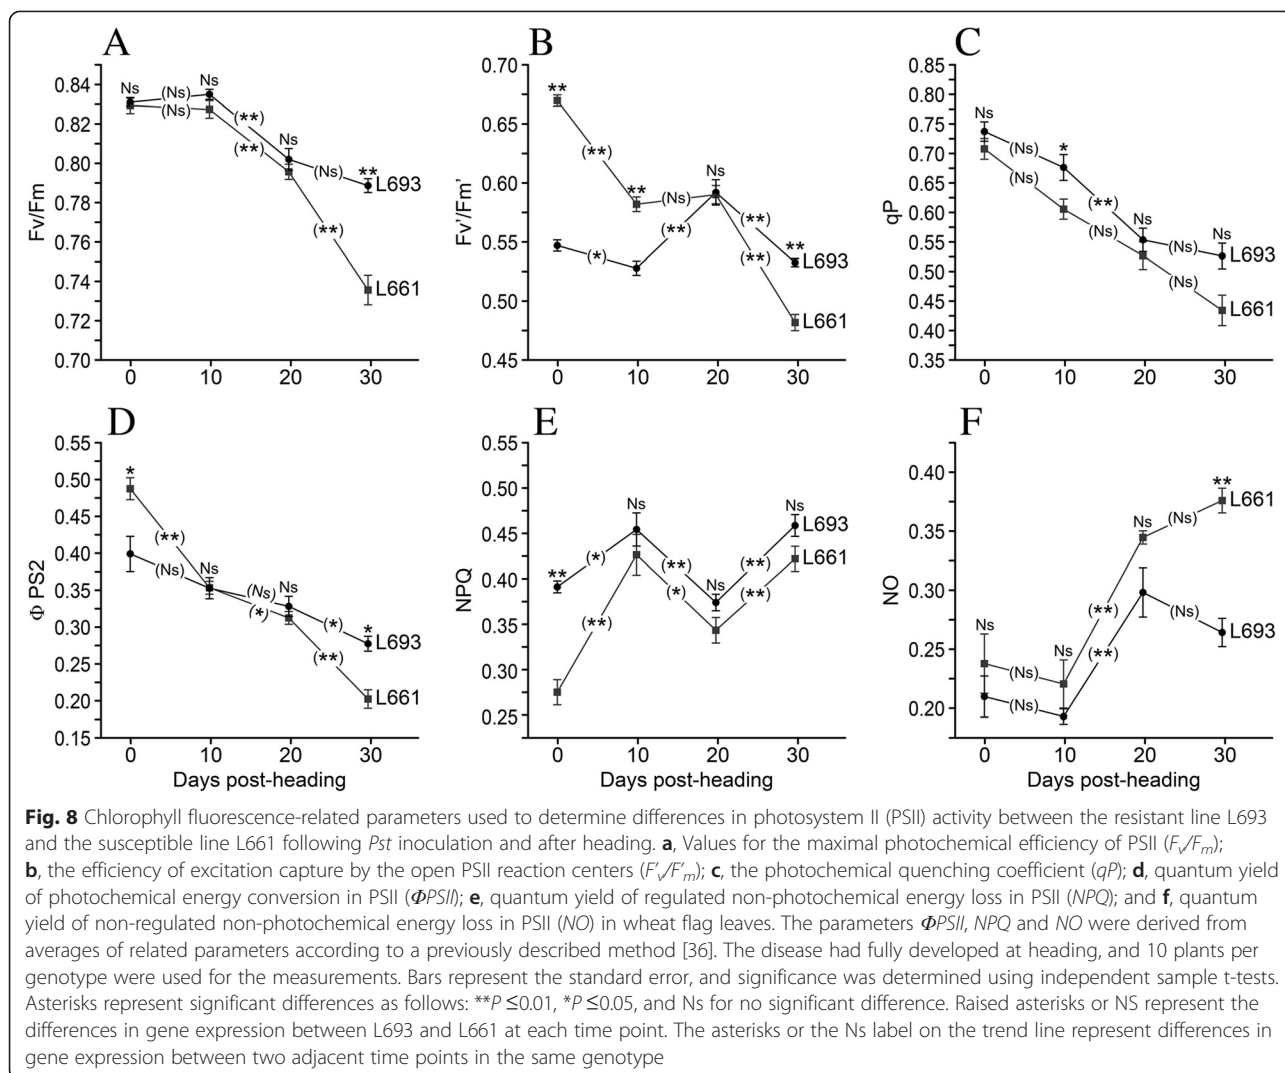 A
B
C
Fv/Fm
0.84
0.82
0.80
0.78
0.76
0.74
0.72
0.70
Ns
(Ns)
(Ns)
Ns
(**)
(**)
Ns
(Ns)
(**)
**
L693
L661
0 10 20 30
Fv'/Fm'
0.70
0.65
0.60
0.55
0.50
0.45
**
(**)
(*)
**
(Ns)
(**)
Ns
(**)
(**)
**
L693
L661
0 10 20 30
qP
0.85
0.80
0.75
0.70
0.65
0.60
0.55
0.50
0.45
0.40
0.35
Ns
(Ns)
(Ns)
*
(**)
(Ns)
Ns
(Ns)
(Ns)
Ns
L693
L661
0 10 20 30
D
E
F
Φ PS2
0.55
0.50
0.45
0.40
0.35
0.30
0.25
0.20
0.15
*
(**)
(Ns)
Ns
(Ns)
(*)
Ns
(*)
(**)
*
L693
L661
0 10 20 30
Days post-heading
NPQ
0.50
0.45
0.40
0.35
0.30
0.25
**
(*)
(**)
Ns
(**)
(*)
Ns
(**)
(**)
Ns
L693
L661
0 10 20 30
Days post-heading
NO
0.40
0.35
0.30
0.25
0.20
Ns
(Ns)
(Ns)
Ns
(**)
(**)
Ns
(Ns)
(Ns)
**
L661
L693
0 10 20 30
Days post-heading
Fig. 8 Chlorophyll fluorescence-related parameters used to determine differences in photosystem II (PSII) activity between the resistant line L693
and the susceptible line L661 following Pst inoculation and after heading. a, Values for the maximal photochemical efficiency of PSII (Fv/Fm);
b, the efficiency of excitation capture by the open PSII reaction centers (F'v/F'm); c, the photochemical quenching coefficient (qP); d, quantum yield
of photochemical energy conversion in PSII (ΦPSII); e, quantum yield of regulated non-photochemical energy loss in PSII (NPQ); and f, quantum
yield of non-regulated non-photochemical energy loss in PSII (NO) in wheat flag leaves. The parameters ΦPSII, NPQ and NO were derived from
averages of related parameters according to a previously described method [36]. The disease had fully developed at heading, and 10 plants per
genotype were used for the measurements. Bars represent the standard error, and significance was determined using independent sample t-tests.
Asterisks represent significant differences as follows: **P ≤0.01, *P ≤0.05, and Ns for no significant difference. Raised asterisks or NS represent the
differences in gene expression between L693 and L661 at each time point. The asterisks or the Ns label on the trend line represent differences in
gene expression between two adjacent time points in the same genotype